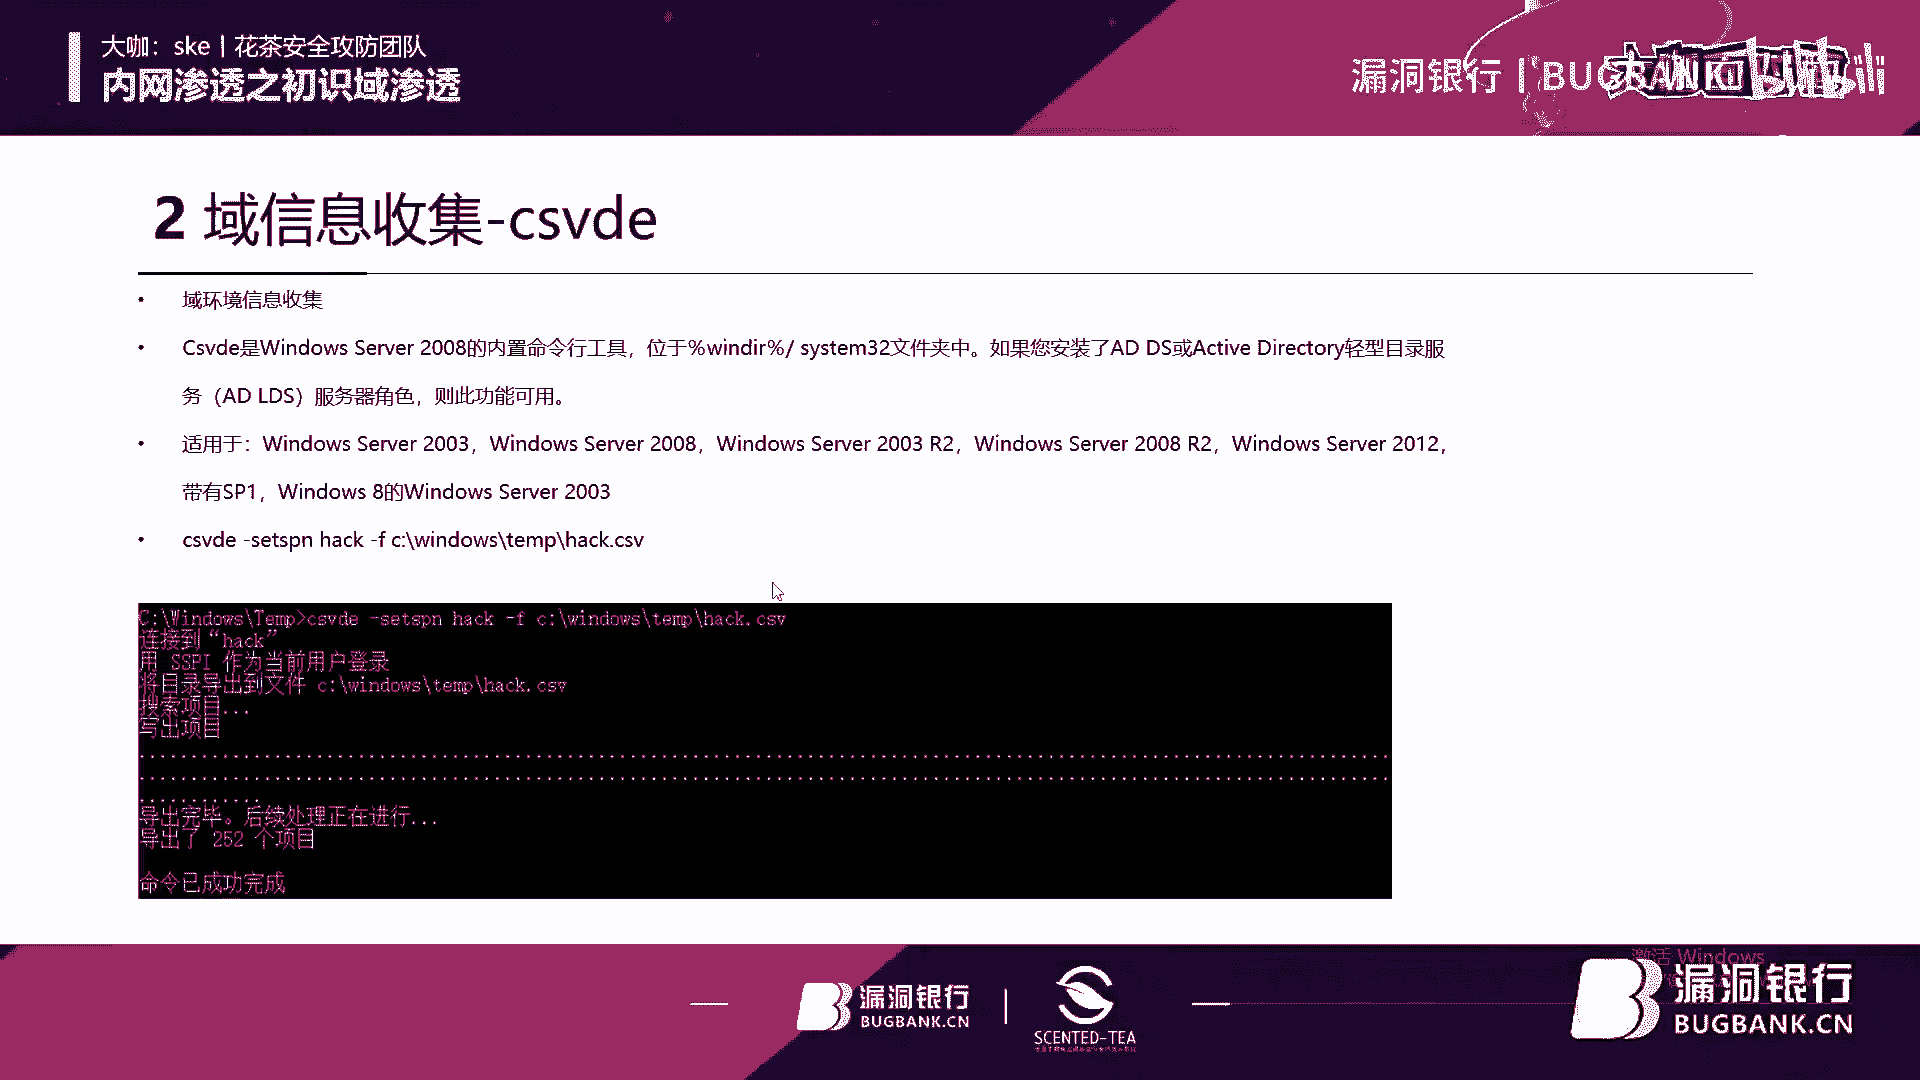 大咖：ske | 花茶安全攻防团队
内网渗透之初识域渗透
漏洞银行 | BUGBANK
2 域信息收集-csvde
• 域环境信息收集
• Csvde是Windows Server 2008的内置命令行工具，位于%windir%/ system32文件夹中。如果您安装了AD DS或Active Directory轻型目录服
务（AD LDS）服务器角色，则此功能可用。
• 适用于：Windows Server 2003，Windows Server 2008，Windows Server 2003 R2，Windows Server 2008 R2，Windows Server 2012，
带有SP1，Windows 8的Windows Server 2003
• csvde -setspn hack -f c:\windows\temp\hack.csv
C:\Windows\Temp>csvde -setspn hack -f c:\windows\temp\hack.csv
连接到“hack”
用 SSPI 作为当前用户登录
将目录导出到文件 c:\windows\temp\hack.csv
搜索项目...
写出项目
导出完毕。后续处理正在进行...
导出了 252 个项目
命令已成功完成
激活 Windows
漏洞银行
BUGBANK.CN
SCENTED-TEA
漏洞银行
BUGBANK.CN